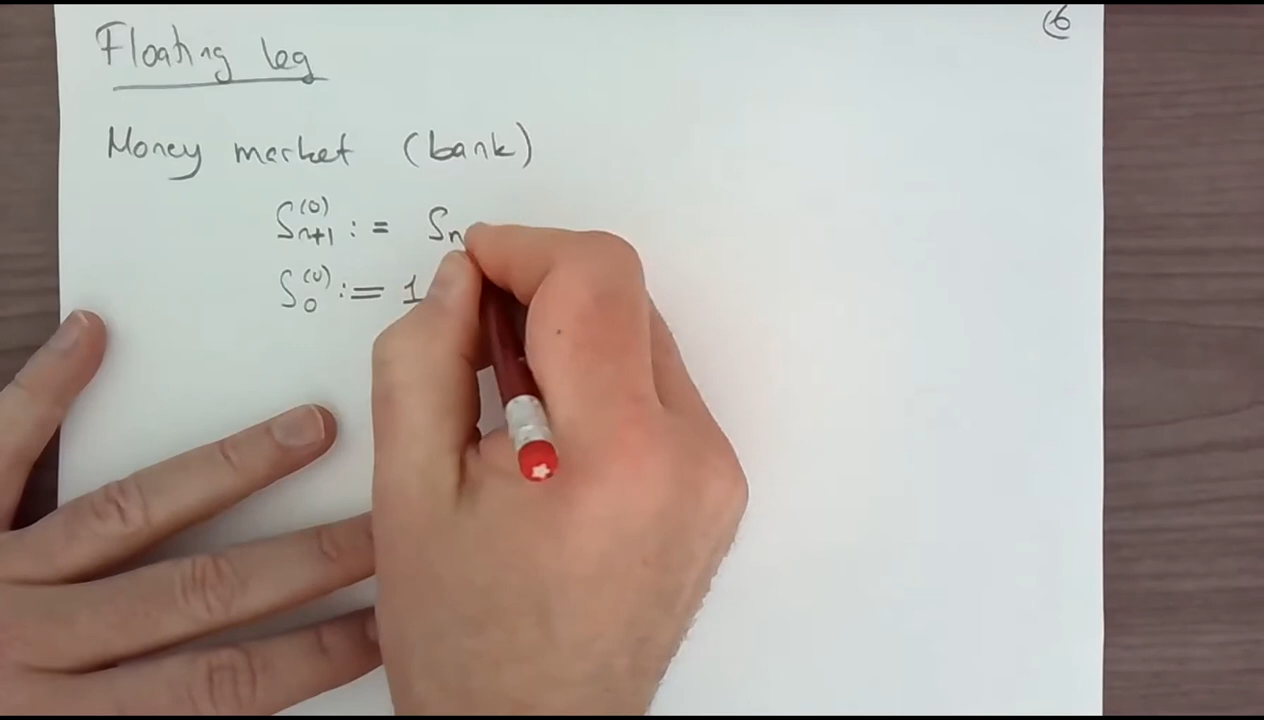 6
Floating leg
Money market (bank)
S_{n+1}^{(0)} := S_n
S_0^{(0)} := 1